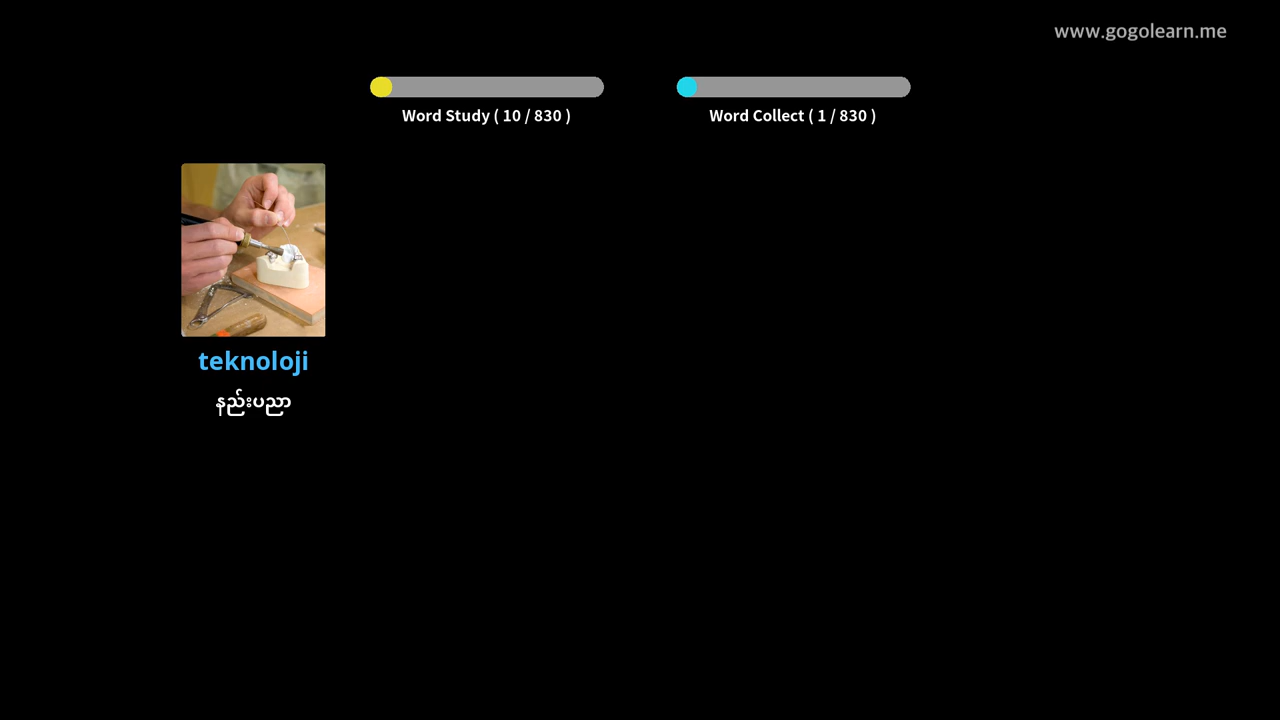 www.gogolearn.me
Word Study ( 10 / 830 )
Word Collect ( 1 / 830 )
teknoloji
နည်းပညာ